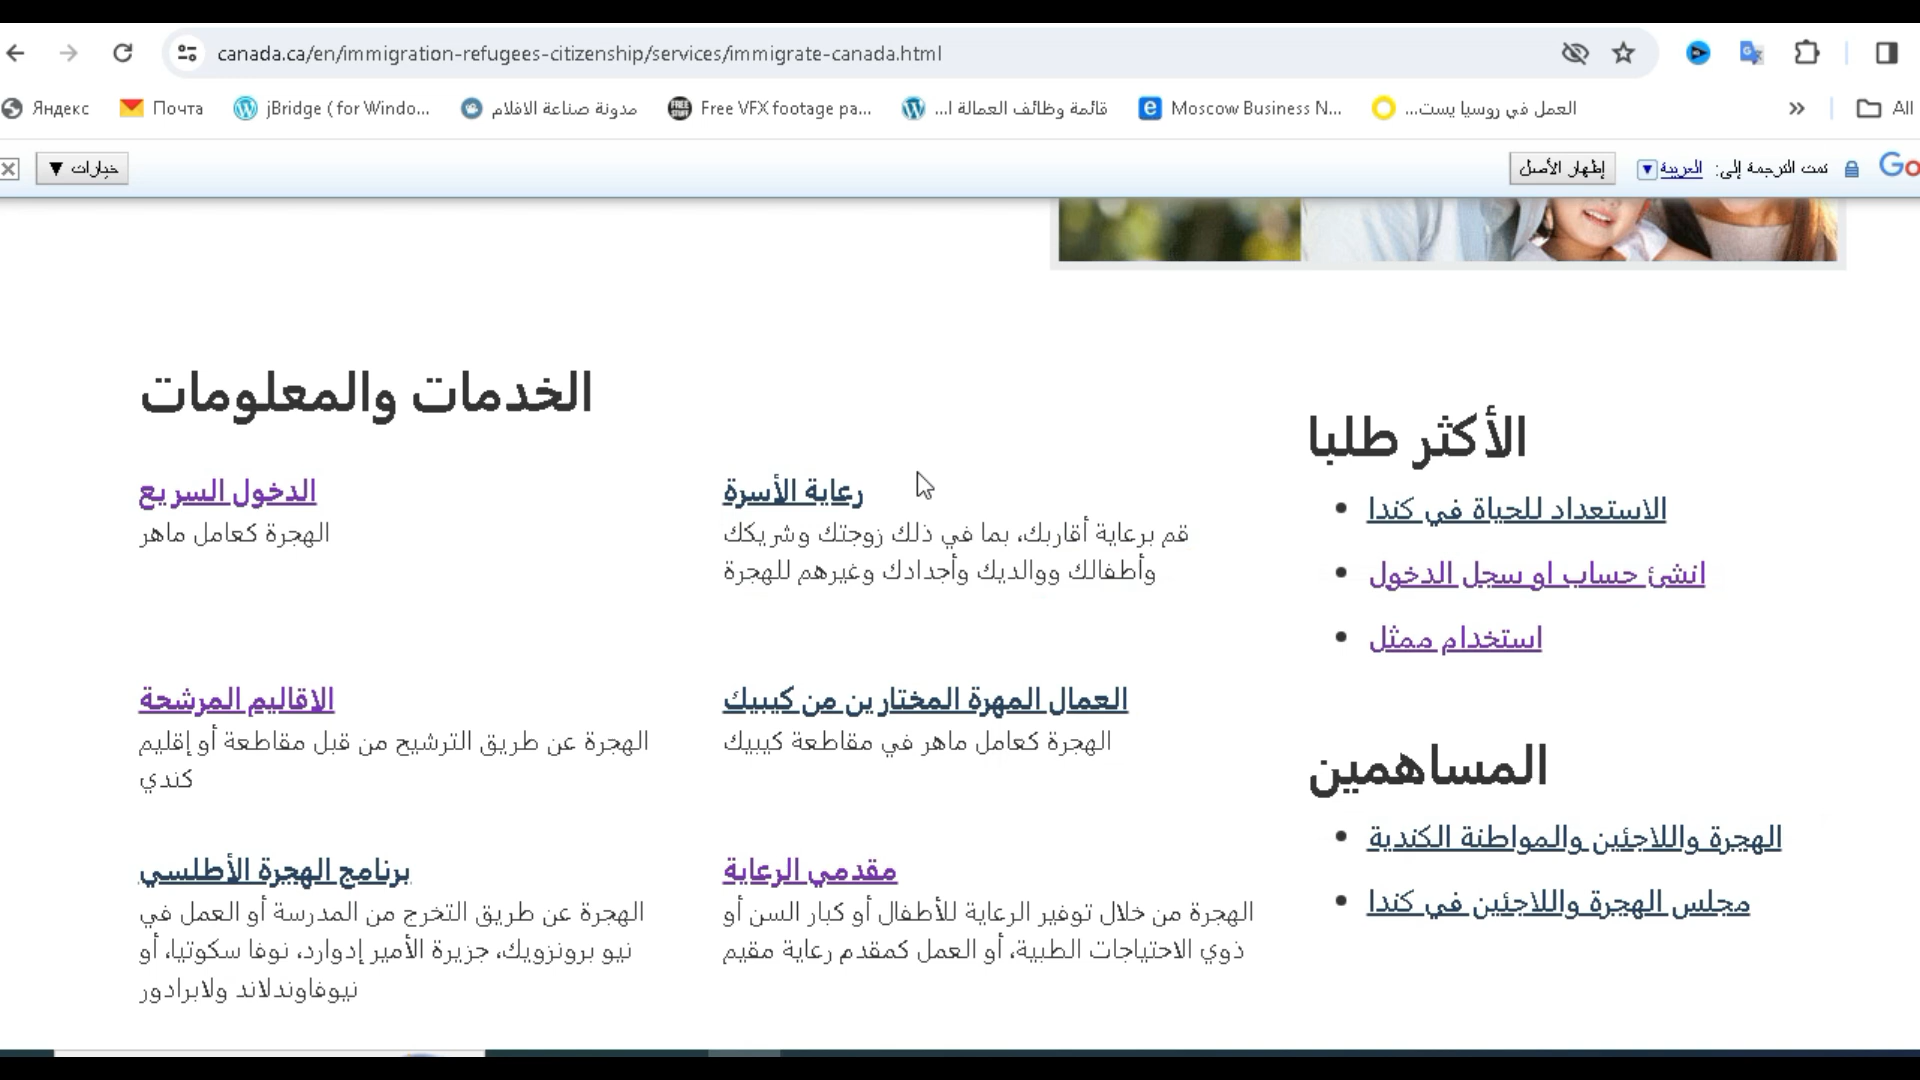 canada.ca/en/immigration-refugees-citizenship/services/immigrate-canada.html
Яндекс
Почта
jBridge ( for Windo...
مدونة صناعة الافلام
Free VFX footage pa...
قائمة وظائف العمالة ا...
Moscow Business N...
العمل في روسيا يست...
All
خيارات ▼
إظهار الأصل
تمت الترجمة إلى: العربية
الخدمات والمعلومات
الدخول السريع
الهجرة كعامل ماهر
رعاية الأسرة
قم برعاية أقاربك، بما في ذلك زوجتك وشريكك
وأطفالك ووالديك وأجدادك وغيرهم للهجرة
الاقاليم المرشحة
الهجرة عن طريق الترشيح من قبل مقاطعة أو إقليم
كندي
العمال المهرة المختارين من كيبيك
الهجرة كعامل ماهر في مقاطعة كيبيك
برنامج الهجرة الأطلسي
الهجرة عن طريق التخرج من المدرسة أو العمل في
نيو برونزويك، جزيرة الأمير إدوارد، نوفا سكوتيا، أو
نيوفاوندلاند ولابرادور
مقدمي الرعاية
الهجرة من خلال توفير الرعاية للأطفال أو كبار السن أو
ذوي الاحتياجات الطبية، أو العمل كمقدم رعاية مقيم
الأكثر طلبا
الاستعداد للحياة في كندا
انشئ حساب او سجل الدخول
استخدام ممثل
المساهمين
الهجرة واللاجئين والمواطنة الكندية
مجلس الهجرة واللاجئين في كندا